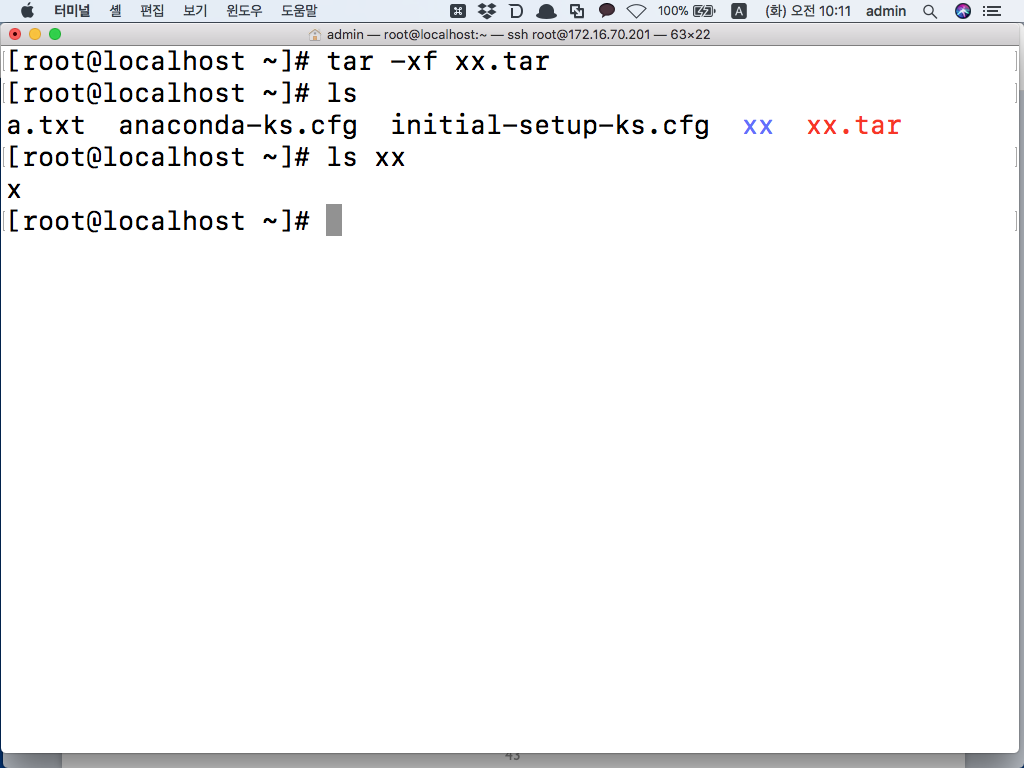 터미널 셸 편집 보기 윈도우 도움말 100% A (화) 오전 10:11 admin
admin — root@localhost:~ — ssh root@172.16.70.201 — 63×22
[root@localhost ~]# tar -xf xx.tar
[root@localhost ~]# ls
a.txt anaconda-ks.cfg initial-setup-ks.cfg xx xx.tar
[root@localhost ~]# ls xx
x
[root@localhost ~]#
43